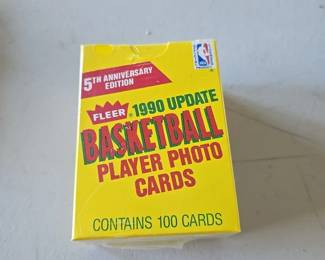 5TH ANNIVERSARY
EDITION
FLEER 1990 UPDATE
BASKETBALL
PLAYER PHOTO
CARDS
CONTAINS 100 CARDS